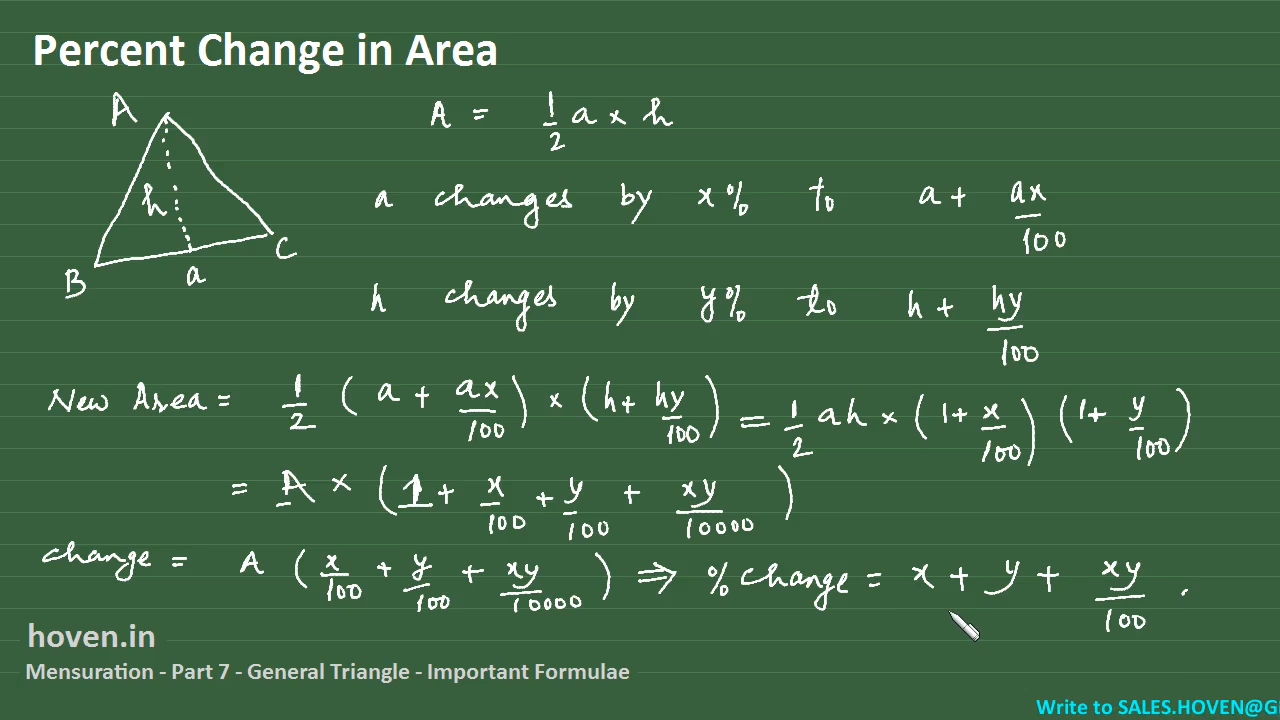 Percent Change in Area
A
h
B
a
C
A = 1/2 a × h
a changes by x% to a + ax/100
h changes by y% to h + hy/100
New Area = 1/2 (a + ax/100) × (h + hy/100) = 1/2 ah × (1 + x/100) (1 + y/100)
= A × (1 + x/100 + y/100 + xy/10000)
Change = A (x/100 + y/100 + xy/10000) ⇒ % Change = x + y + xy/100 .
hoven.in
Mensuration - Part 7 - General Triangle - Important Formulae
Write to SALES.HOVEN@G